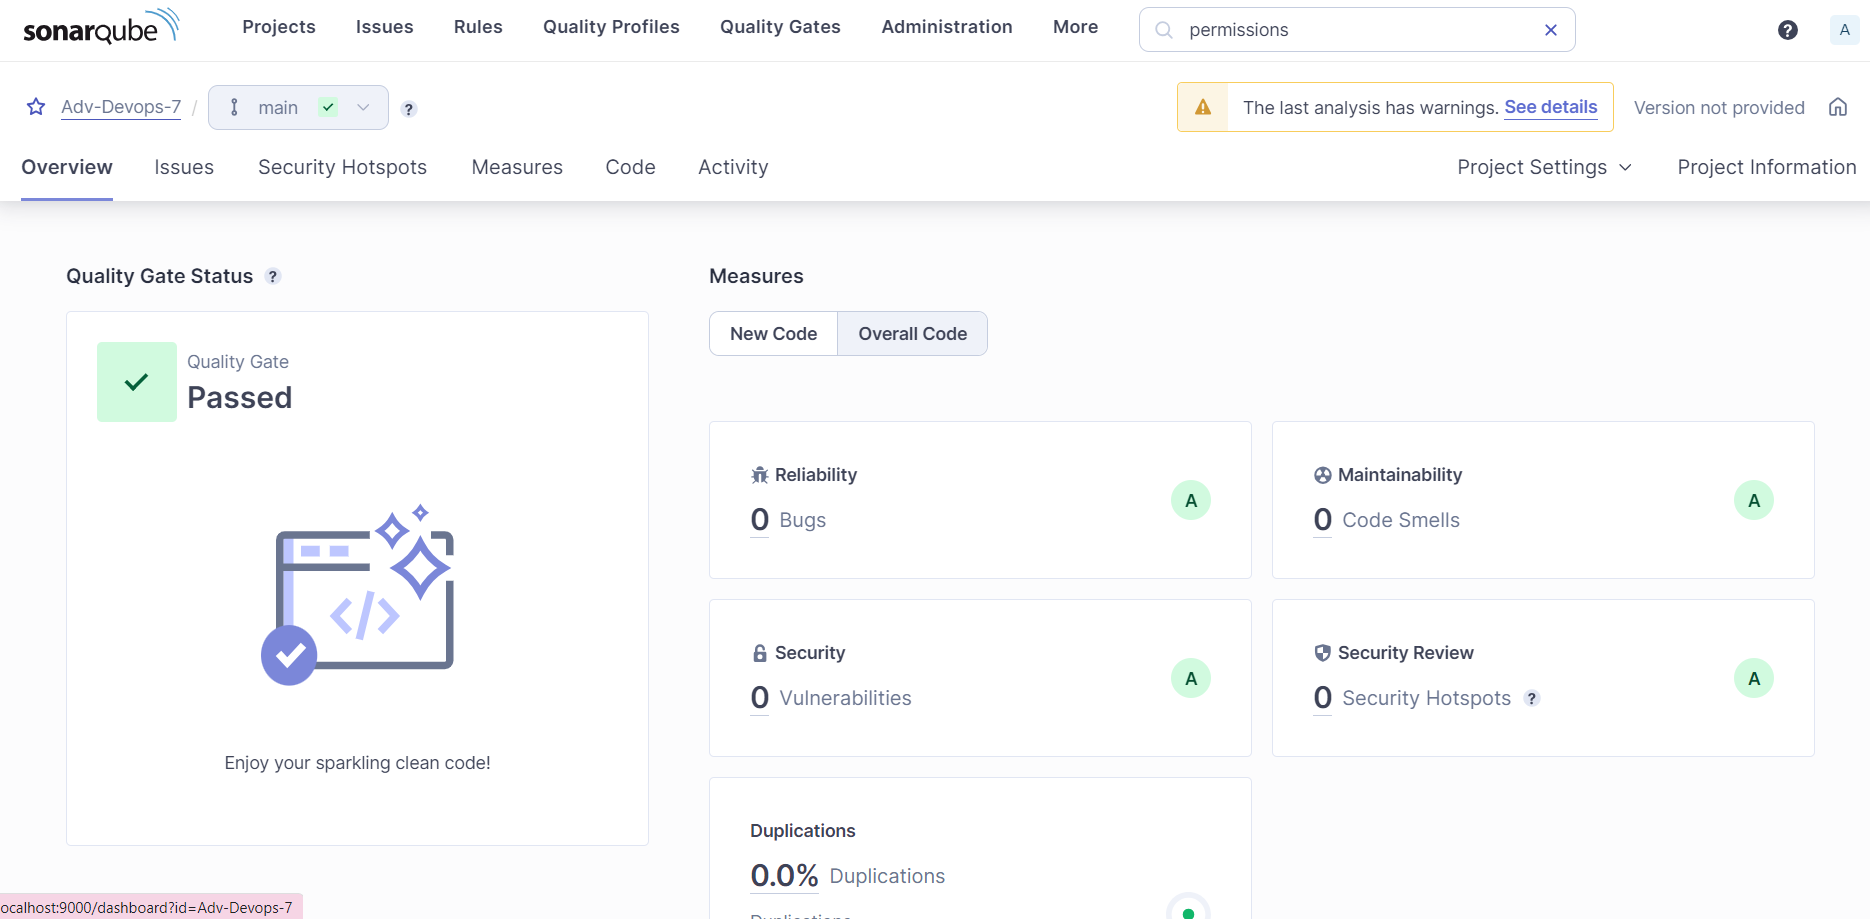 sonarqube Projects Issues Rules Quality Profiles Quality Gates Administration More permissions ? A
Adv-Devops-7 / main ? The last analysis has warnings. See details Version not provided
Overview Issues Security Hotspots Measures Code Activity Project Settings Project Information
Quality Gate Status ?
Measures
Quality Gate
Passed
Enjoy your sparkling clean code!
New Code Overall Code
Reliability
0 Bugs
A
Maintainability
0 Code Smells
A
Security
0 Vulnerabilities
A
Security Review
0 Security Hotspots ?
A
Duplications
0.0% Duplications
ocalhost:9000/dashboard?id=Adv-Devops-7